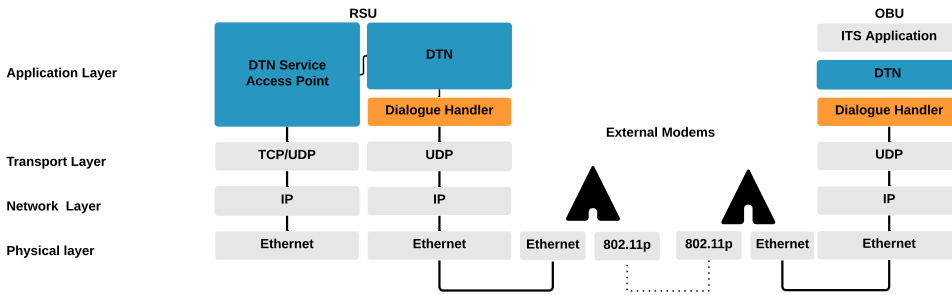 RSU
OBU
ITS Application
Application Layer
DTN Service
Access Point
DTN
DTN
Dialogue Handler
Dialogue Handler
External Modems
Transport Layer
TCP/UDP
UDP
UDP
Network  Layer
IP
IP
IP
Physical layer
Ethernet
Ethernet
Ethernet
802.11p
802.11p
Ethernet
Ethernet